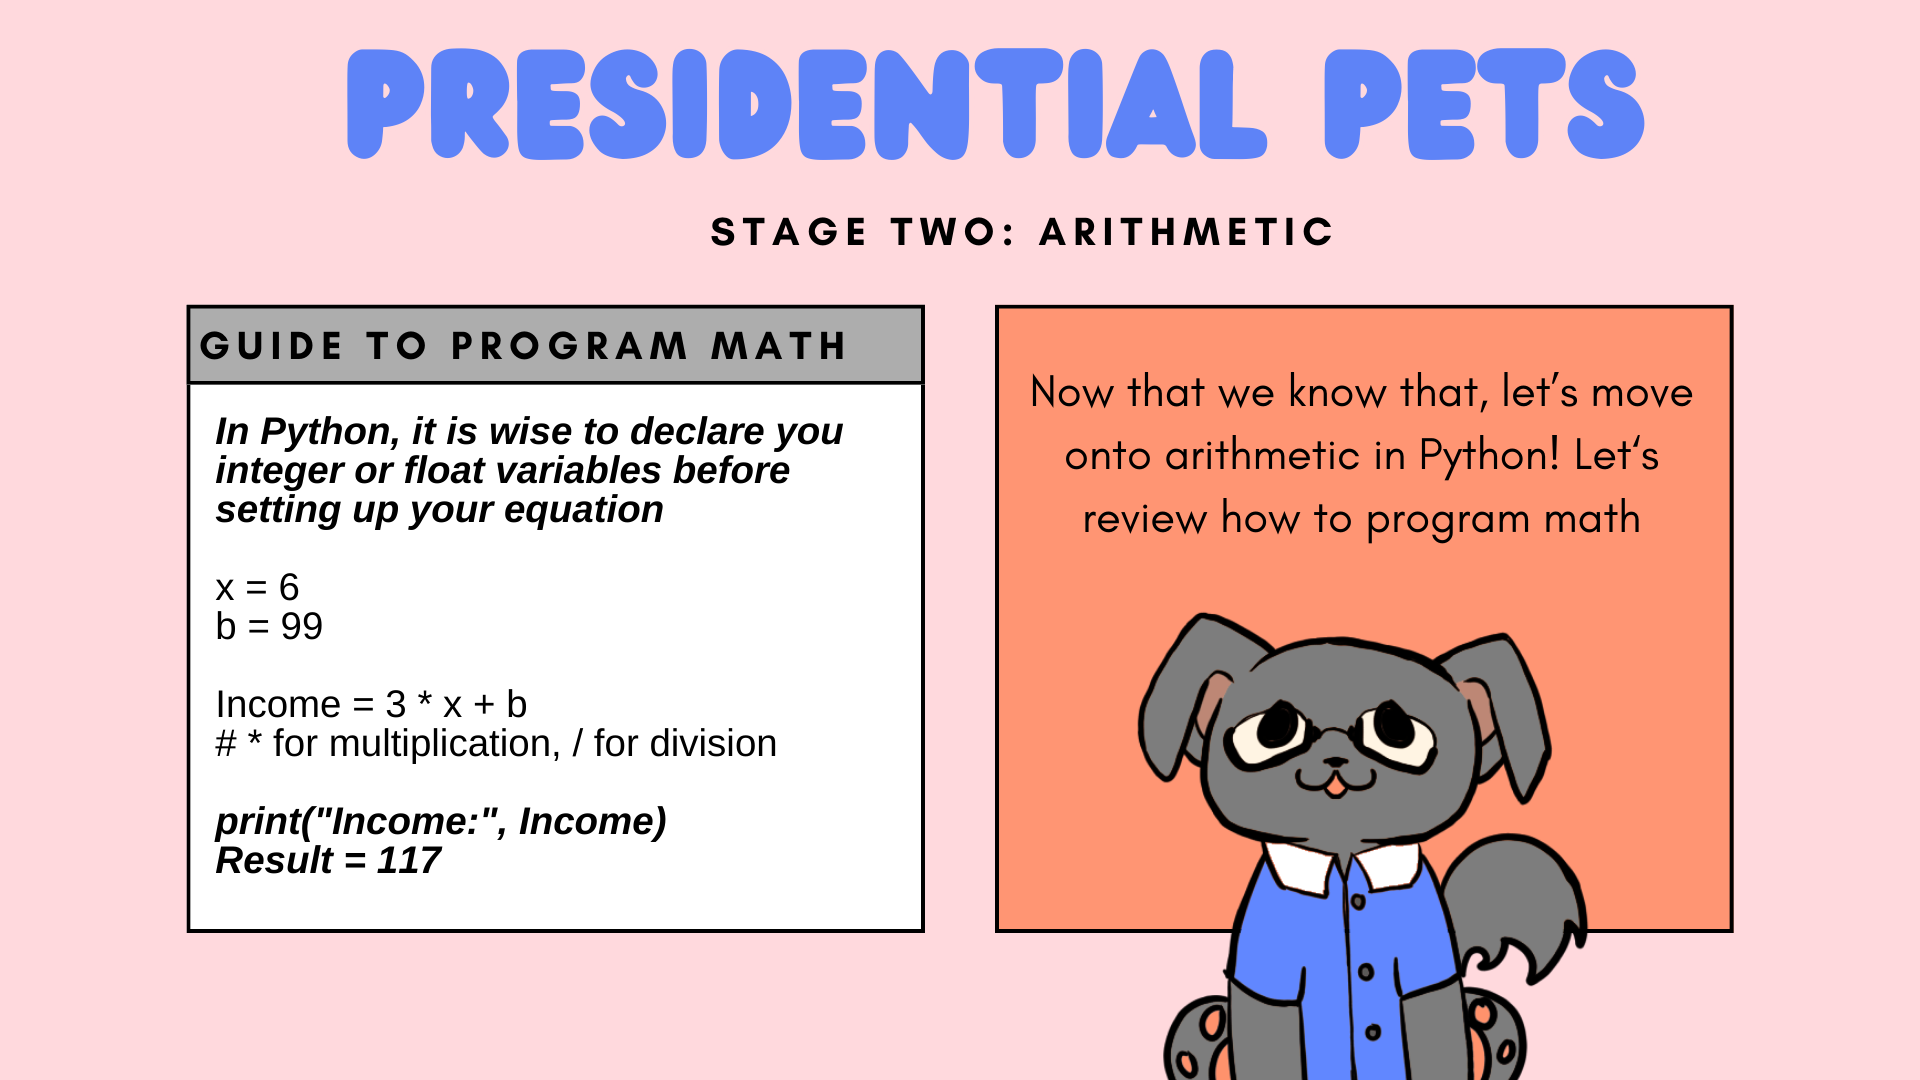 PRESIDENTIAL PETS
STAGE TWO: ARITHMETIC
GUIDE TO PROGRAM MATH
In Python, it is wise to declare you
integer or float variables before
setting up your equation
x = 6
b = 99
Income = 3 * x + b
# * for multiplication, / for division
print("Income:", Income)
Result = 117
Now that we know that, let’s move
onto arithmetic in Python! Let‘s
review how to program math